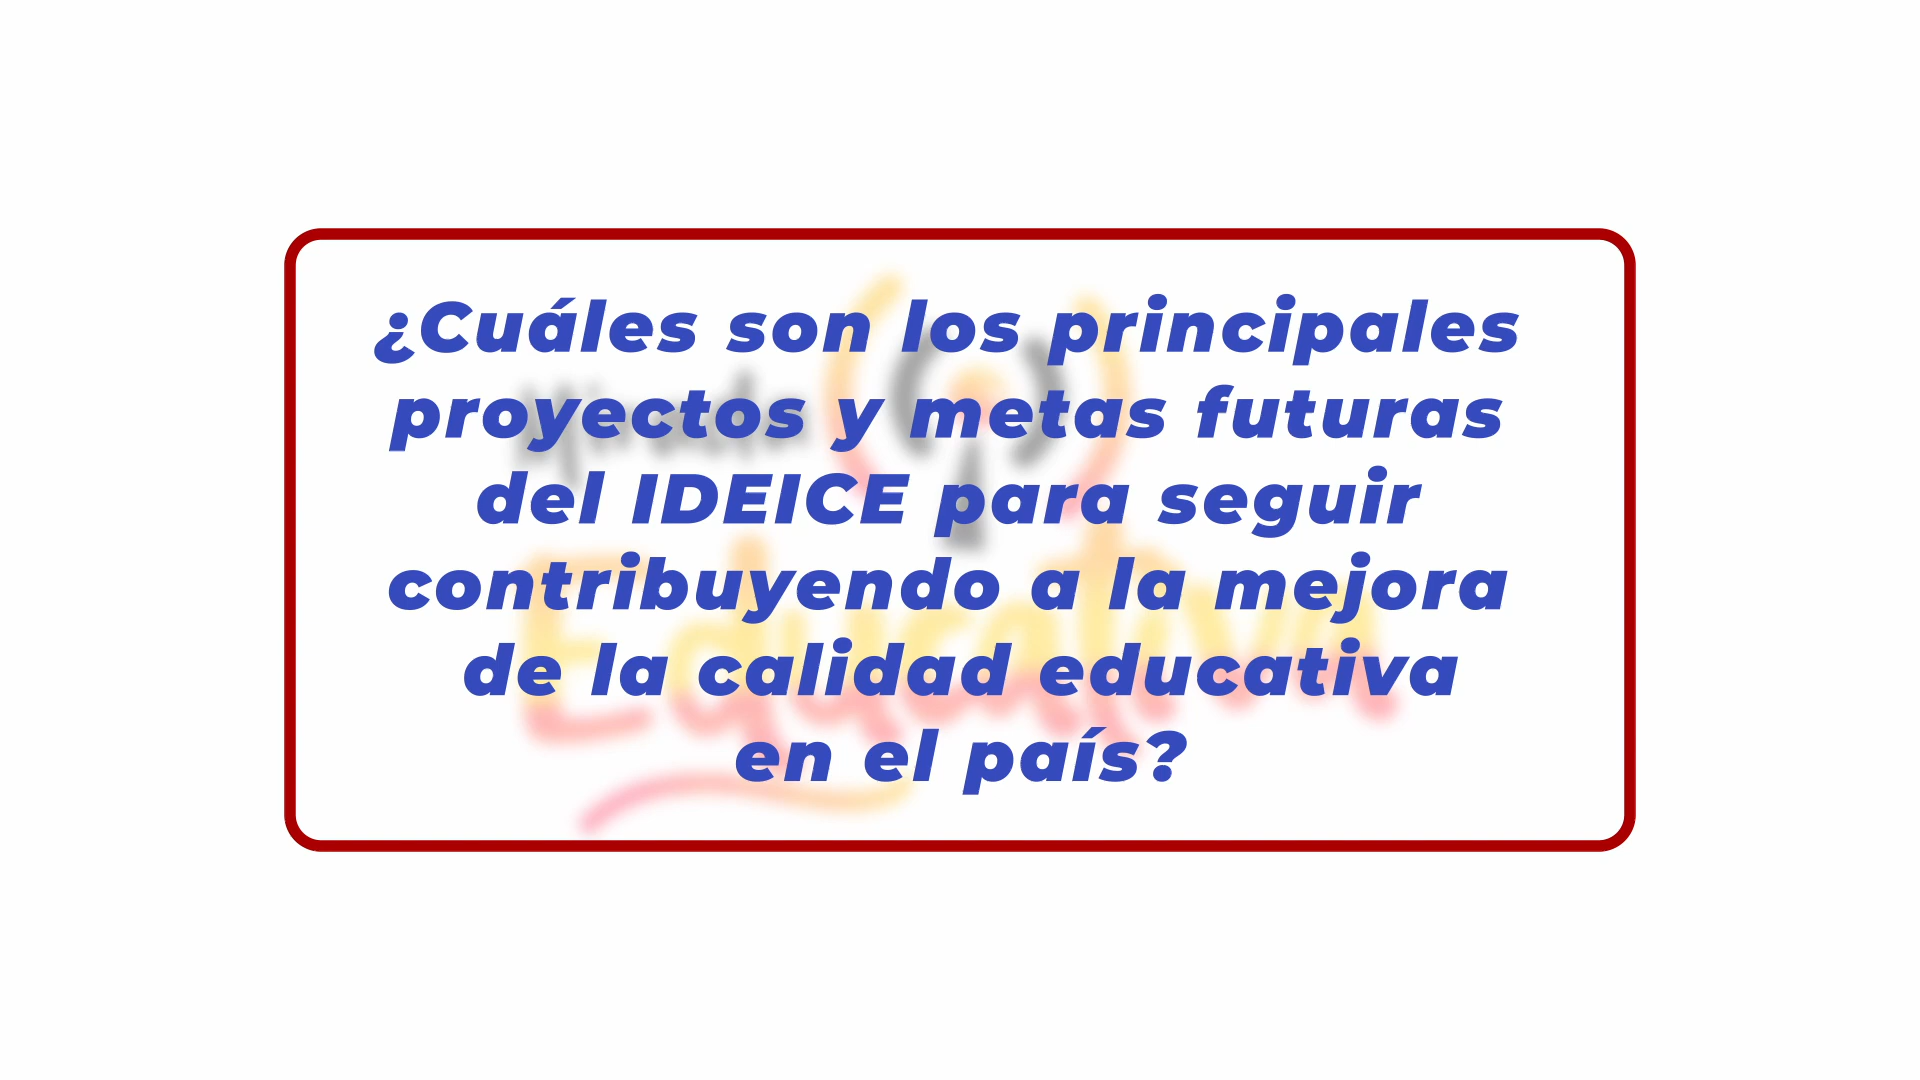 ¿Cuáles son los principales
proyectos y metas futuras
del IDEICE para seguir
contribuyendo a la mejora
de la calidad educativa
en el país?
Educativa